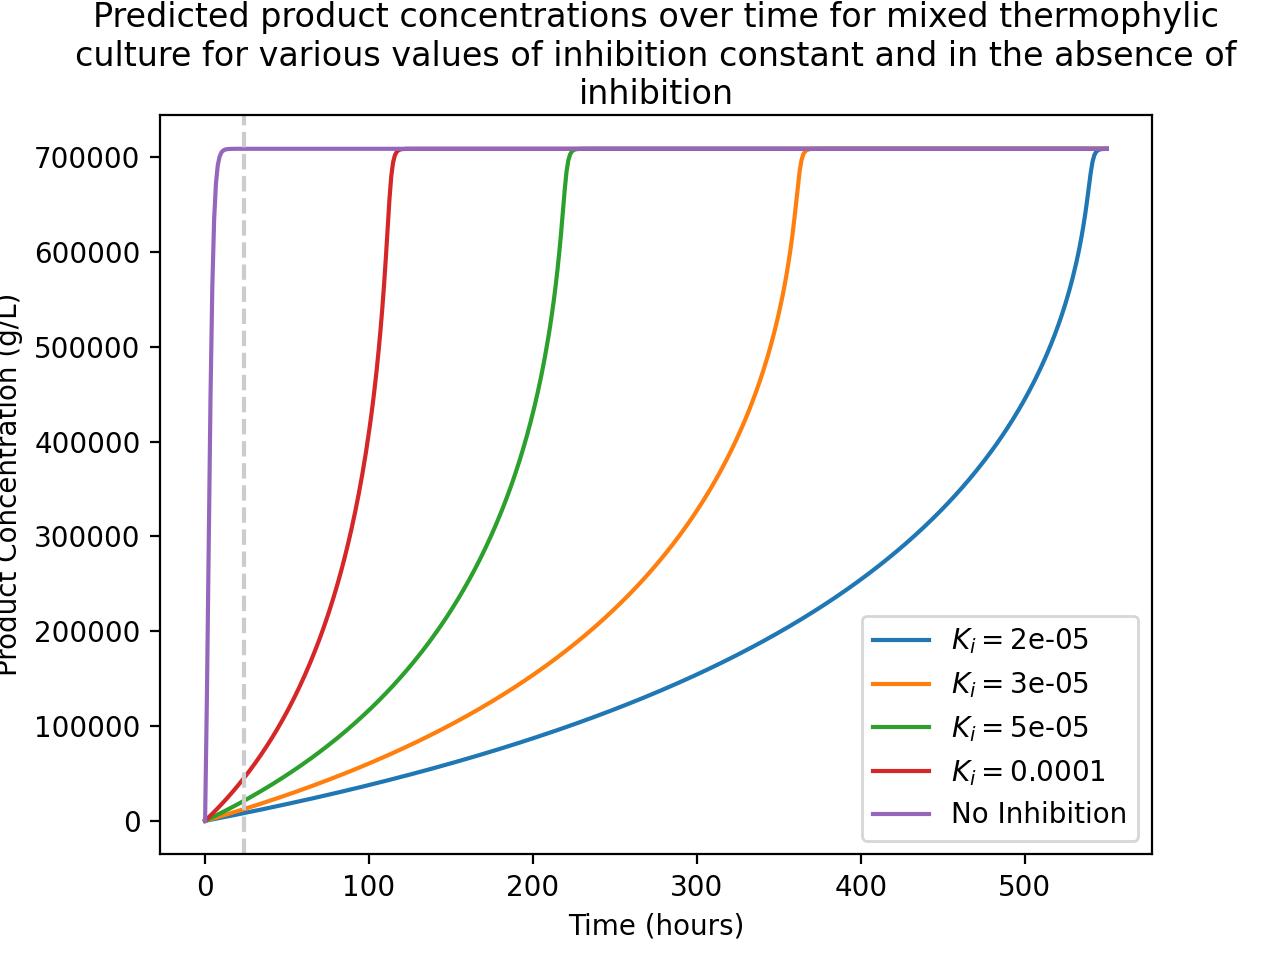 Predicted product concentrations over time for mixed thermophylic
culture for various values of inhibition constant and in the absence of
inhibition
Product Concentration (g/L)
700000
600000
500000
400000
300000
200000
100000
0
0 100 200 300 400 500
Time (hours)
K_i = 2e-05
K_i = 3e-05
K_i = 5e-05
K_i = 0.0001
No Inhibition